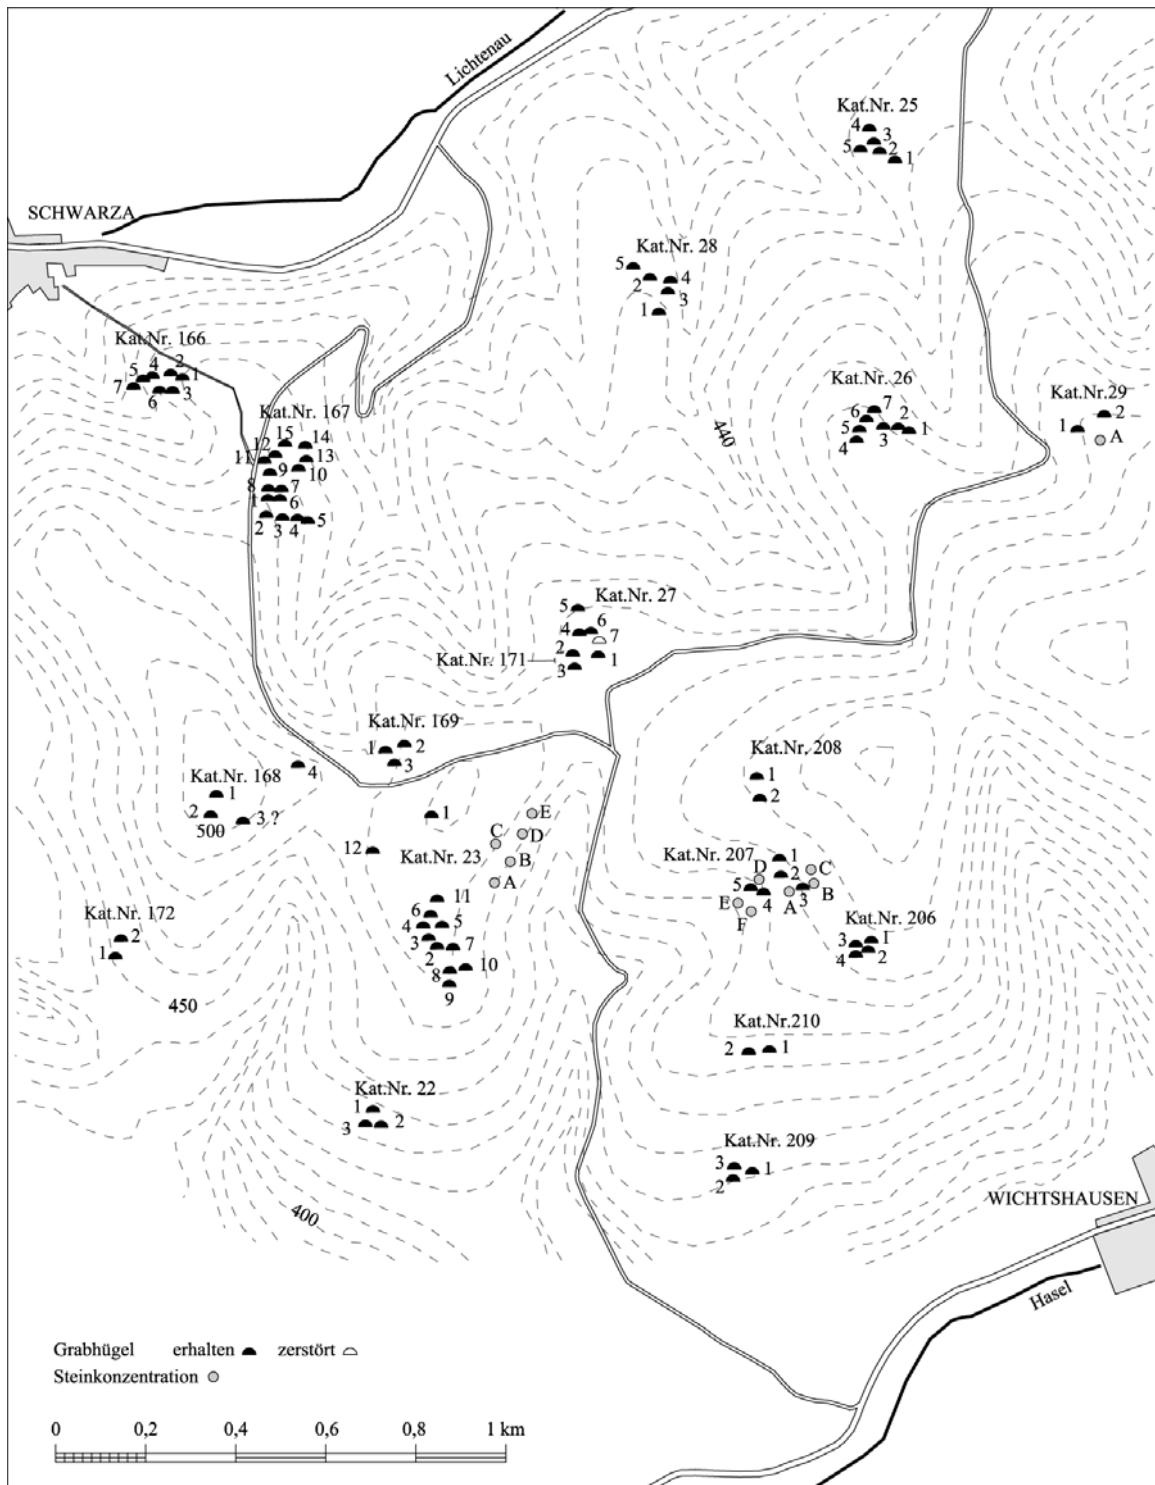 Lichtenau
Kat.Nr. 25
4
3
5
2
1
SCHWARZA
Kat.Nr. 28
5
4
2
3
1
Kat.Nr. 166
5
4
2
1
7
6
3
Kat.Nr. 26
7
6
2
5
3
1
4
Kat.Nr.29
2
1
A
440
Kat.Nr. 167
15
14
12
11
13
9
10
8
7
1
6
2
3
4
5
Kat.Nr. 27
5
6
4
7
2
1
Kat.Nr. 171
3
Kat.Nr. 169
1
2
3
Kat.Nr. 208
1
2
Kat.Nr. 168
4
1
2
3 ?
500
1
E
D
C
B
A
12
Kat.Nr. 23
11
6
4
5
3
2
7
10
8
9
Kat.Nr. 207
1
C
D
2
5
B
3
4
A
E
F
Kat.Nr. 172
2
1
Kat.Nr. 206
3
1
2
4
450
Kat.Nr.210
2
1
Kat.Nr. 22
1
3
2
Kat.Nr. 209
3
1
2
400
WICHTSHAUSEN
Hasel
Grabhügel erhalten zerstört
Steinkonzentration
0 0,2 0,4 0,6 0,8 1 km